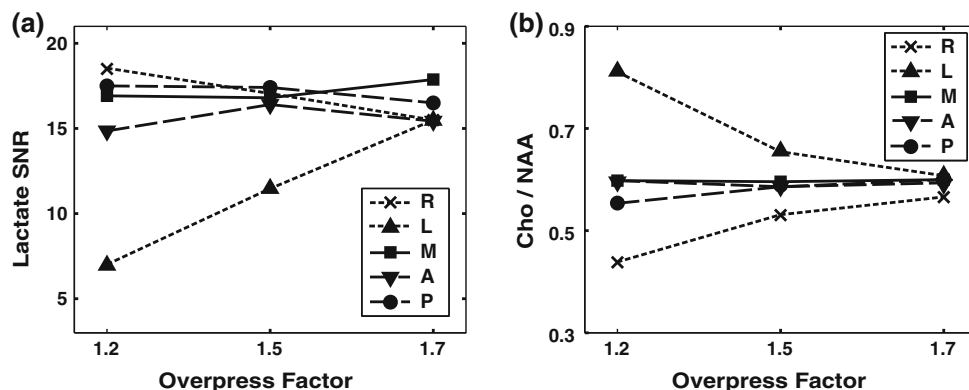 (a)
Lactate SNR
20
15
10
5
R
L
M
A
P
1.2
1.5
1.7
Overpress Factor
(b)
Cho / NAA
0.9
0.7
0.5
0.3
R
L
M
A
P
1.2
1.5
1.7
Overpress Factor